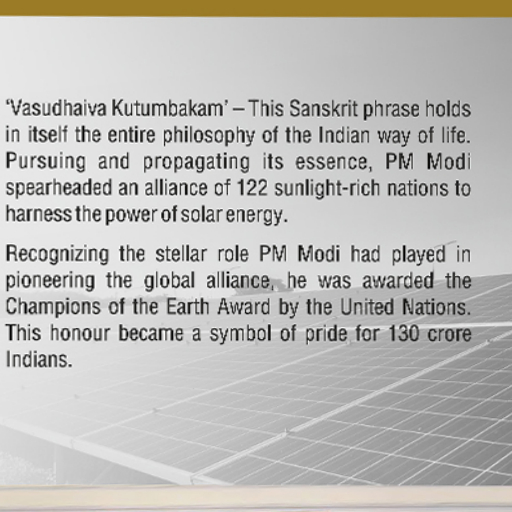 'Vasudhaiva Kutumbakam' – This Sanskrit phrase holds
in itself the entire philosophy of the Indian way of life.
Pursuing and propagating its essence, PM Modi
spearheaded an alliance of 122 sunlight-rich nations to
harness the power of solar energy.
Recognizing the stellar role PM Modi had played in
pioneering the global alliance, he was awarded the
Champions of the Earth Award by the United Nations.
This honour became a symbol of pride for 130 crore
Indians.